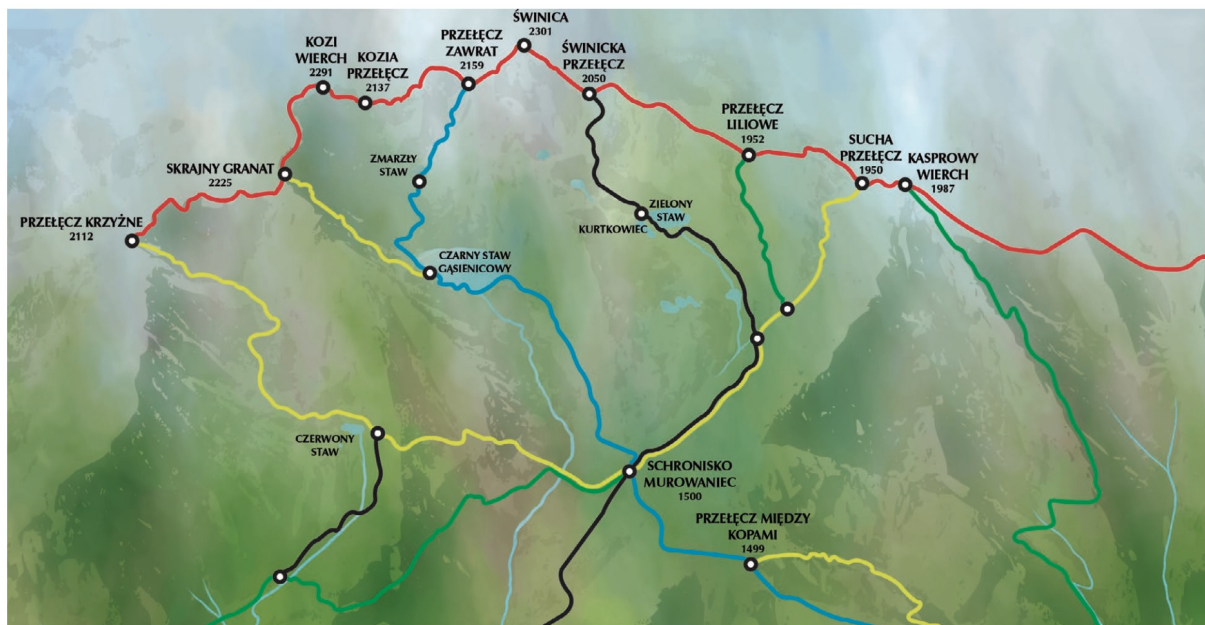 ŚWINICA
2301
KOZI
WIERCH
2291
KOZIA
PRZEŁĘCZ
2137
PRZEŁĘCZ
ZAWRAT
2159
ŚWINICKA
PRZEŁĘCZ
2050
PRZEŁĘCZ
LILIOWE
1952
SUCHA
PRZEŁĘCZ
1950
KASPROWY
WIERCH
1987
SKRAJNY GRANAT
2225
ZMARZŁY
STAW
PRZEŁĘCZ KRZYŻNE
2112
ZIELONY
STAW
KURTKOWIEC
CZARNY STAW
GĄSIENICOWY
CZERWONY
STAW
SCHRONISKO
MUROWANIEC
1500
PRZEŁĘCZ MIĘDZY
KOPAMI
1499